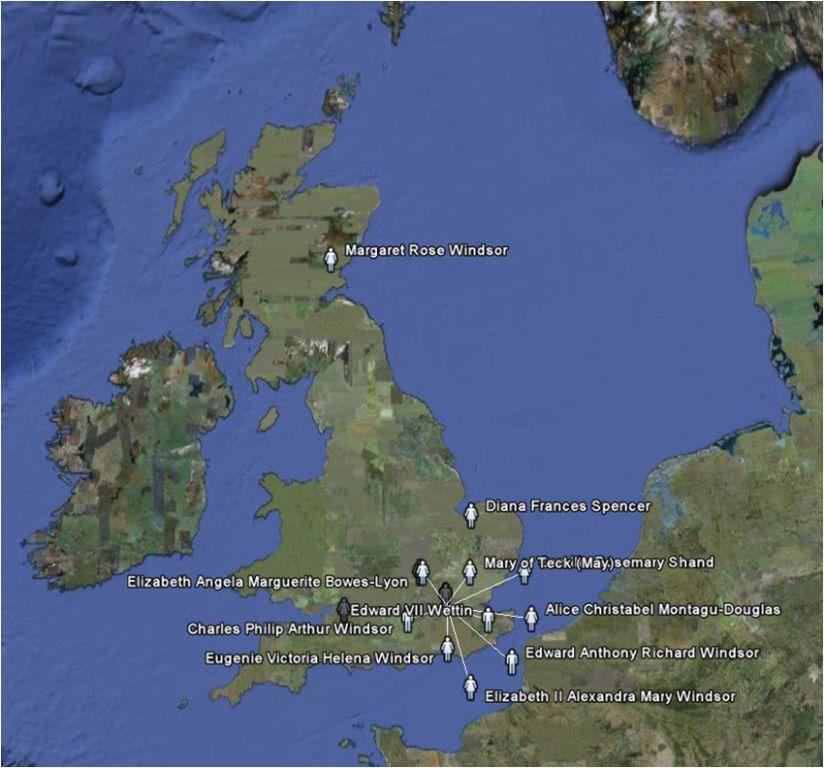 Margaret Rose Windsor
Diana Frances Spencer
Mary of Teck (May) Rosemary Shand
Elizabeth Angela Marguerite Bowes-Lyon
Edward VII Wettin
Alice Christabel Montagu-Douglas
Charles Philip Arthur Windsor
Edward Anthony Richard Windsor
Eugenie Victoria Helena Windsor
Elizabeth II Alexandra Mary Windsor